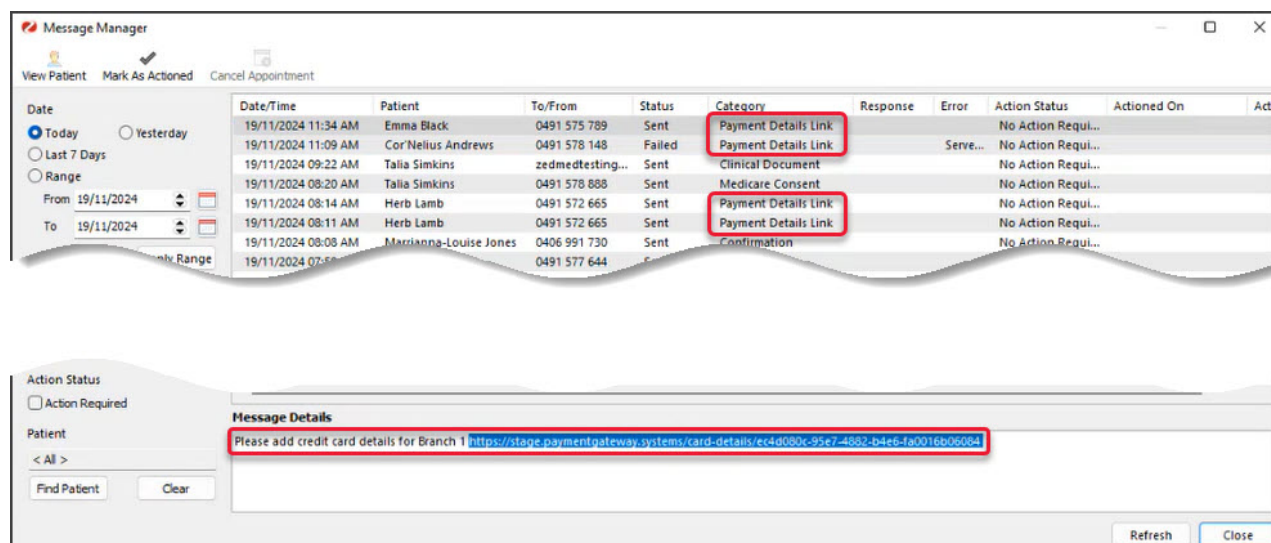 Message Manager
View Patient Mark As Actioned Cancel Appointment
Date
Today Yesterday
Last 7 Days
Range
From 19/11/2024
To 19/11/2024
Range
Date/Time Patient To/From Status Category Response Error Action Status Actioned On Act
19/11/2024 11:34 AM Emma Black 0491 575 789 Sent Payment Details Link No Action Requi...
19/11/2024 11:09 AM Cor'Nelius Andrews 0491 578 148 Failed Payment Details Link Serve... No Action Requi...
19/11/2024 09:22 AM Talia Simkins zedmedtesting... Sent Clinical Document No Action Requi...
19/11/2024 08:20 AM Talia Simkins 0491 578 888 Sent Medicare Consent No Action Requi...
19/11/2024 08:14 AM Herb Lamb 0491 572 665 Sent Payment Details Link No Action Requi...
19/11/2024 08:11 AM Herb Lamb 0491 572 665 Sent Payment Details Link No Action Requi...
19/11/2024 08:08 AM Marrianna-Louise Jones 0406 991 730 Sent Confirmation No Action Requi...
19/11/2024 0491 577 644
Action Status
Action Required
Patient
< All >
Find Patient Clear
Message Details
Please add credit card details for Branch 1 https://stage.paymentgateway.systems/card-details/ec4d080c-95e7-4882-b4e6-fa0016b06084
Refresh Close